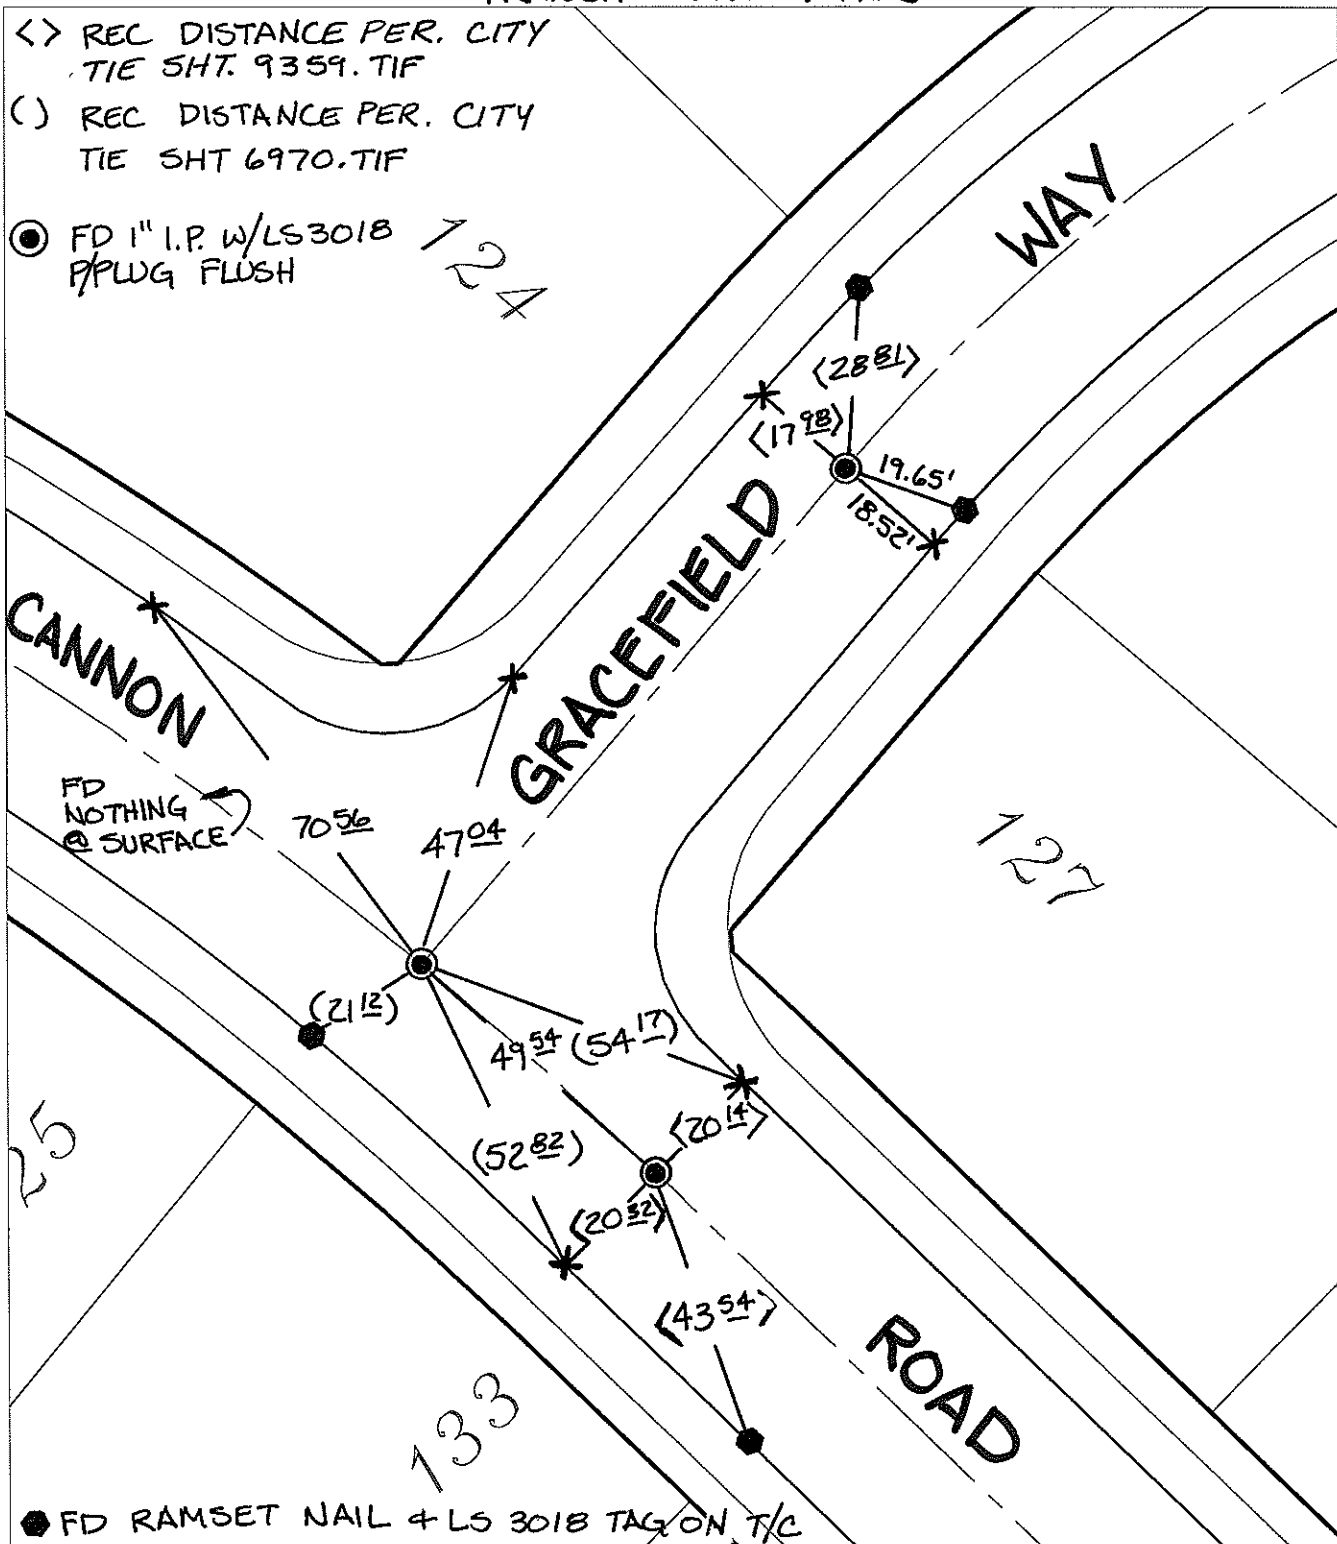 <> REC DISTANCE PER. CITY
TIE SHT. 9359.TIF
() REC DISTANCE PER. CITY
TIE SHT 6970.TIF
FD 1" I.P. W/LS3018
P/PLUG FLUSH
124
WAY
<28 81>
<17 98>
19.65'
18.52'
GRACEFIELD
CANNON
FD
NOTHING
@ SURFACE
70 56
47 04
127
(21 12)
49 54 (54 17)
<20 14>
(52 82)
<20 32>
25
<43 54>
ROAD
133
FD RAMSET NAIL & LS 3018 TAG ON T/C